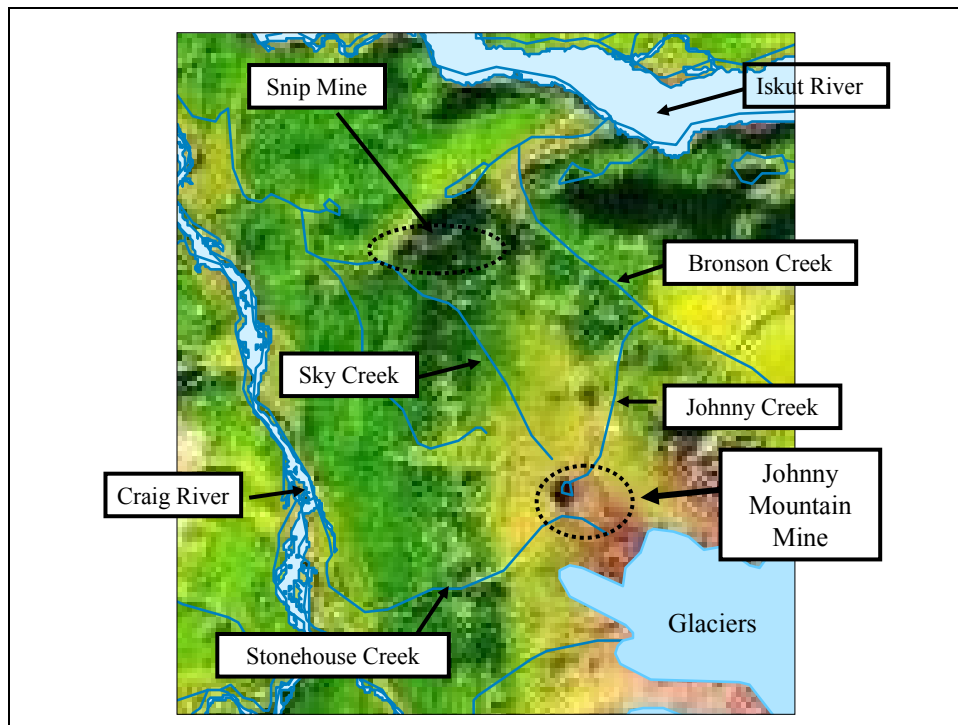 Snip Mine
Iskut River
Bronson Creek
Sky Creek
Johnny Creek
Craig River
Johnny
Mountain
Mine
Glaciers
Stonehouse Creek